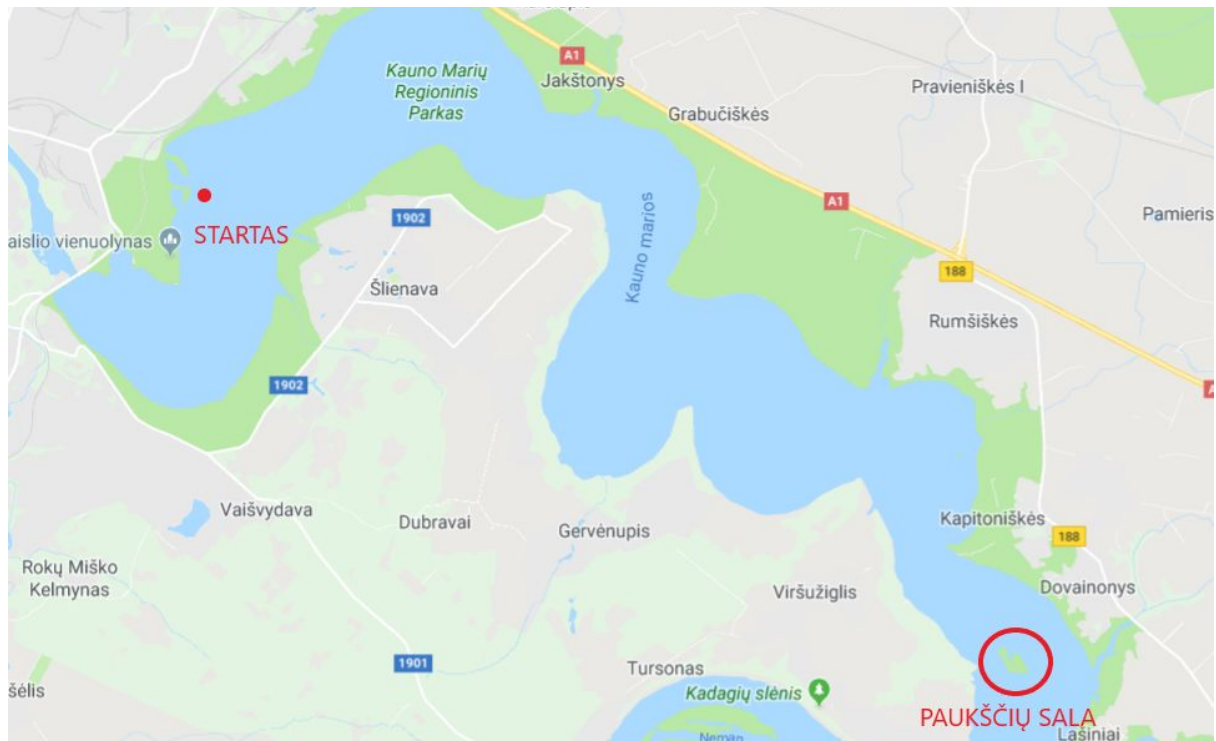 A1
Kauno Marių
Regioninis
Parkas
Jakštonys
Pravieniškės I
Grabučiškės
STARTAS
1902
A1
Pamieris
aislio vienuolynas
Kauno marios
188
Šlienava
Rumšiškės
1902
A
Vaišvydava
Dubravai
Gervėnupis
Kapitoniškės
188
Rokų Miško
Kelmynas
Viršužiglis
Dovainonys
1901
Tursonas
šėlis
Kadagių slėnis
PAUKŠČIŲ SALA
Neman
Lašiniai